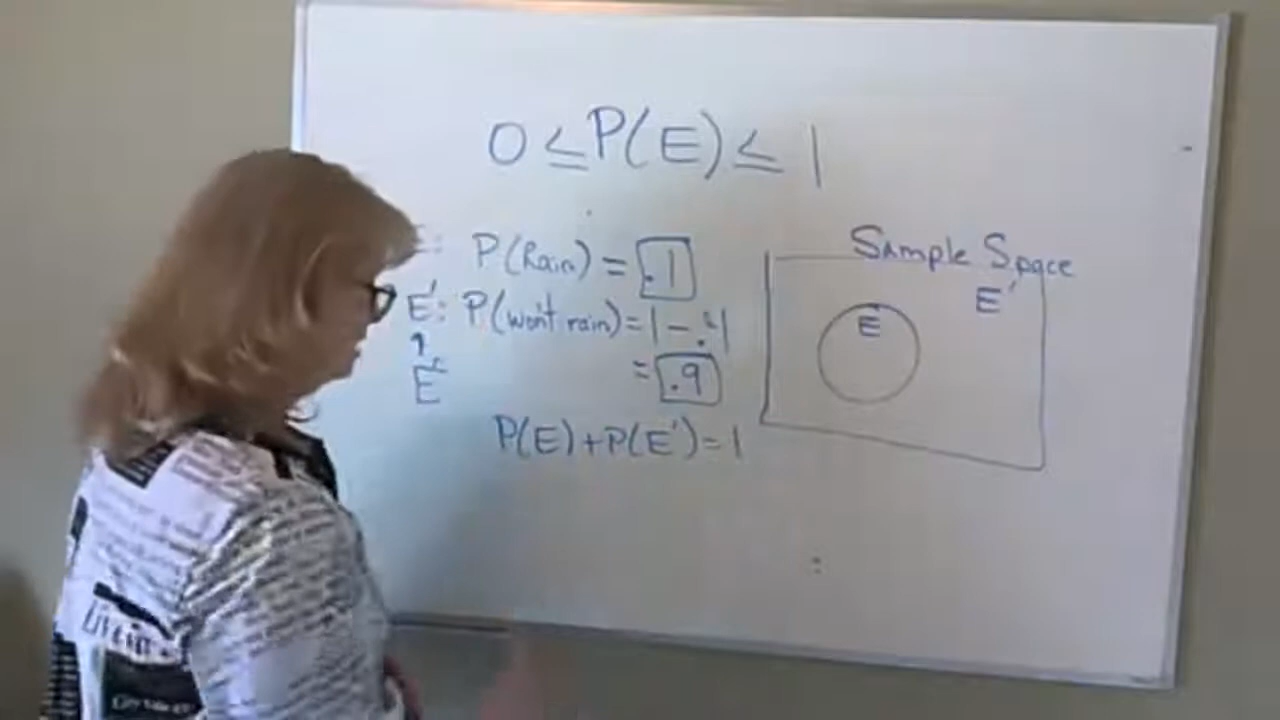 0 ≤ P(E) ≤ 1
P(Rain) = .1
E': P(won't rain) = 1 - .1
= .9
E'
P(E) + P(E') = 1
Sample Space
E'
E